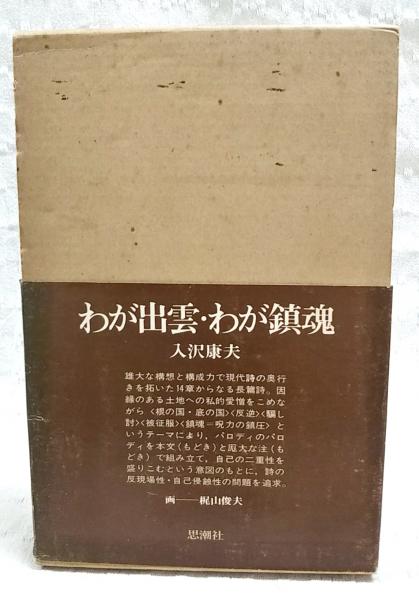 わが出雲・わが鎮魂
入沢康夫
雄大な構想と構成力で現代詩の奥行
きを拓いた14章からなる長篇詩。因
縁のある土地への私的愛憎をこめな
がら〈根の国・底の国〉〈反逆〉〈騙し
討〉〈被征服〉〈鎮魂＝呪力の鎮圧〉と
いうテーマにより、パロディのパロ
ディを本文(もどき)と厖大な注(も
どき)で組み立て、自己の二重性を
盛りこむという意図のもとに、詩の
反現場性・自己侵蝕性の問題を追求。
画――梶山俊夫
思潮社